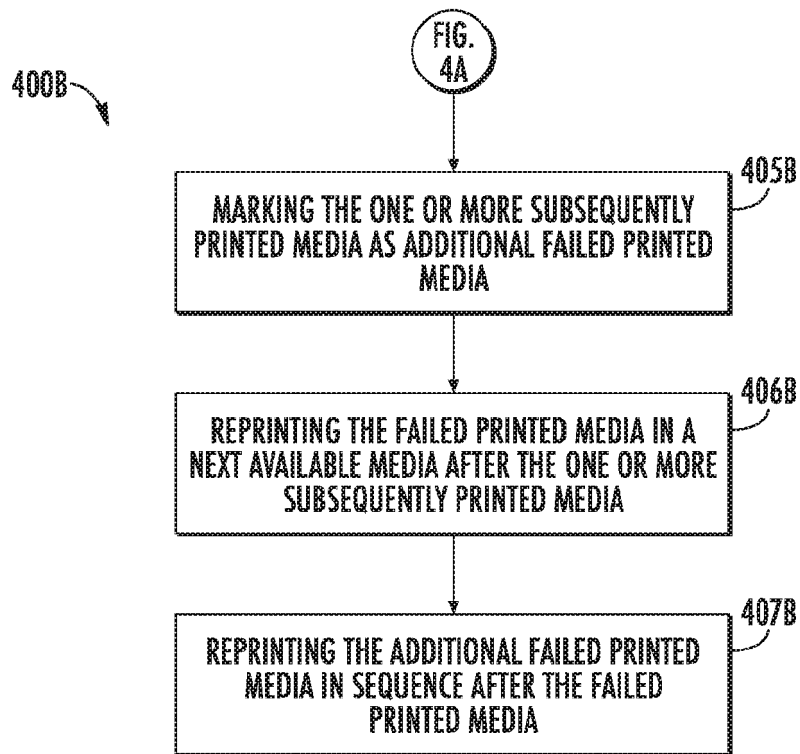 FIG.
4A
400B
405B
MARKING THE ONE OR MORE SUBSEQUENTLY
PRINTED MEDIA AS ADDITIONAL FAILED PRINTED
MEDIA
406B
REPRINTING THE FAILED PRINTED MEDIA IN A
NEXT AVAILABLE MEDIA AFTER THE ONE OR MORE
SUBSEQUENTLY PRINTED MEDIA
407B
REPRINTING THE ADDITIONAL FAILED PRINTED
MEDIA IN SEQUENCE AFTER THE FAILED
PRINTED MEDIA